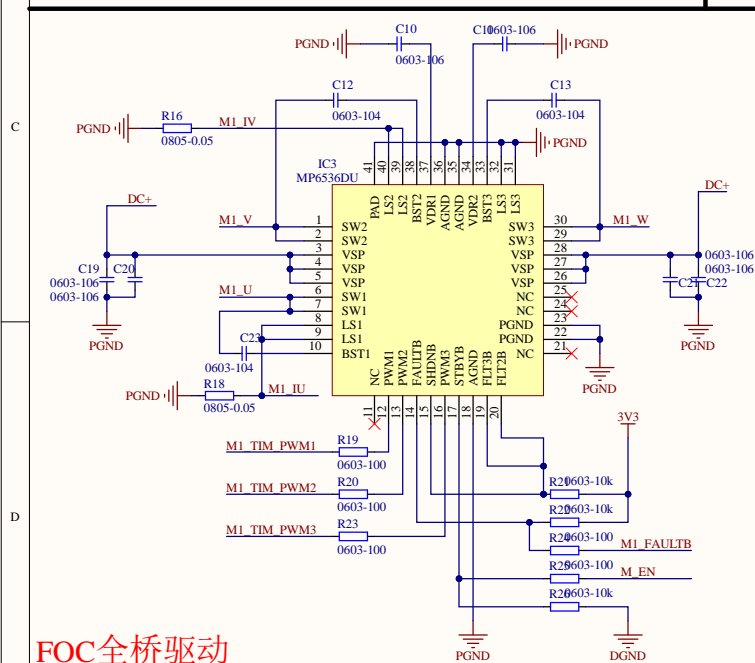 C10
C11
0603-106
PGND
PGND
0603-106
C12
C13
0603-104
0603-104
C
PGND
R16
M1_IV
0805-0.05
PGND
IC3
MP6536DU
41 40 39 38 37 36 35 34 33 32 31
PAD LS2 LS2 BST2 VDR1 AGND AGND VDR2 BST3 LS3 LS3
DC+
DC+
M1_V
1 SW2
SW3 30
M1_W
2 SW2
SW3 29
3 VSP
VSP 28
4 VSP
VSP 27
5 VSP
VSP 26
M1_U
6 SW1
NC 25
7 SW1
NC 24
8 LS1
PGND 23
9 LS1
PGND 22
10 BST1
NC 21
C19 C20
0603-106
0603-106
PGND
0603-106
0603-106
C21 C22
PGND
C23
0603-104
PGND
PGND
R18
M1_IU
0805-0.05
NC PWM1 PWM2 FAULTB SHDNB PWM3 STBYB AGND FLT3B FLT2B
11 12 13 14 15 16 17 18 19 20
M1_TIM_PWM1
R19
0603-100
M1_TIM_PWM2
R20
0603-100
M1_TIM_PWM3
R23
0603-100
3V3
R21
0603-10k
R22
0603-10k
R24
0603-100
M1_FAULTB
R25
0603-100
M_EN
R26
0603-10k
D
PGND
DGND
FOC全桥驱动